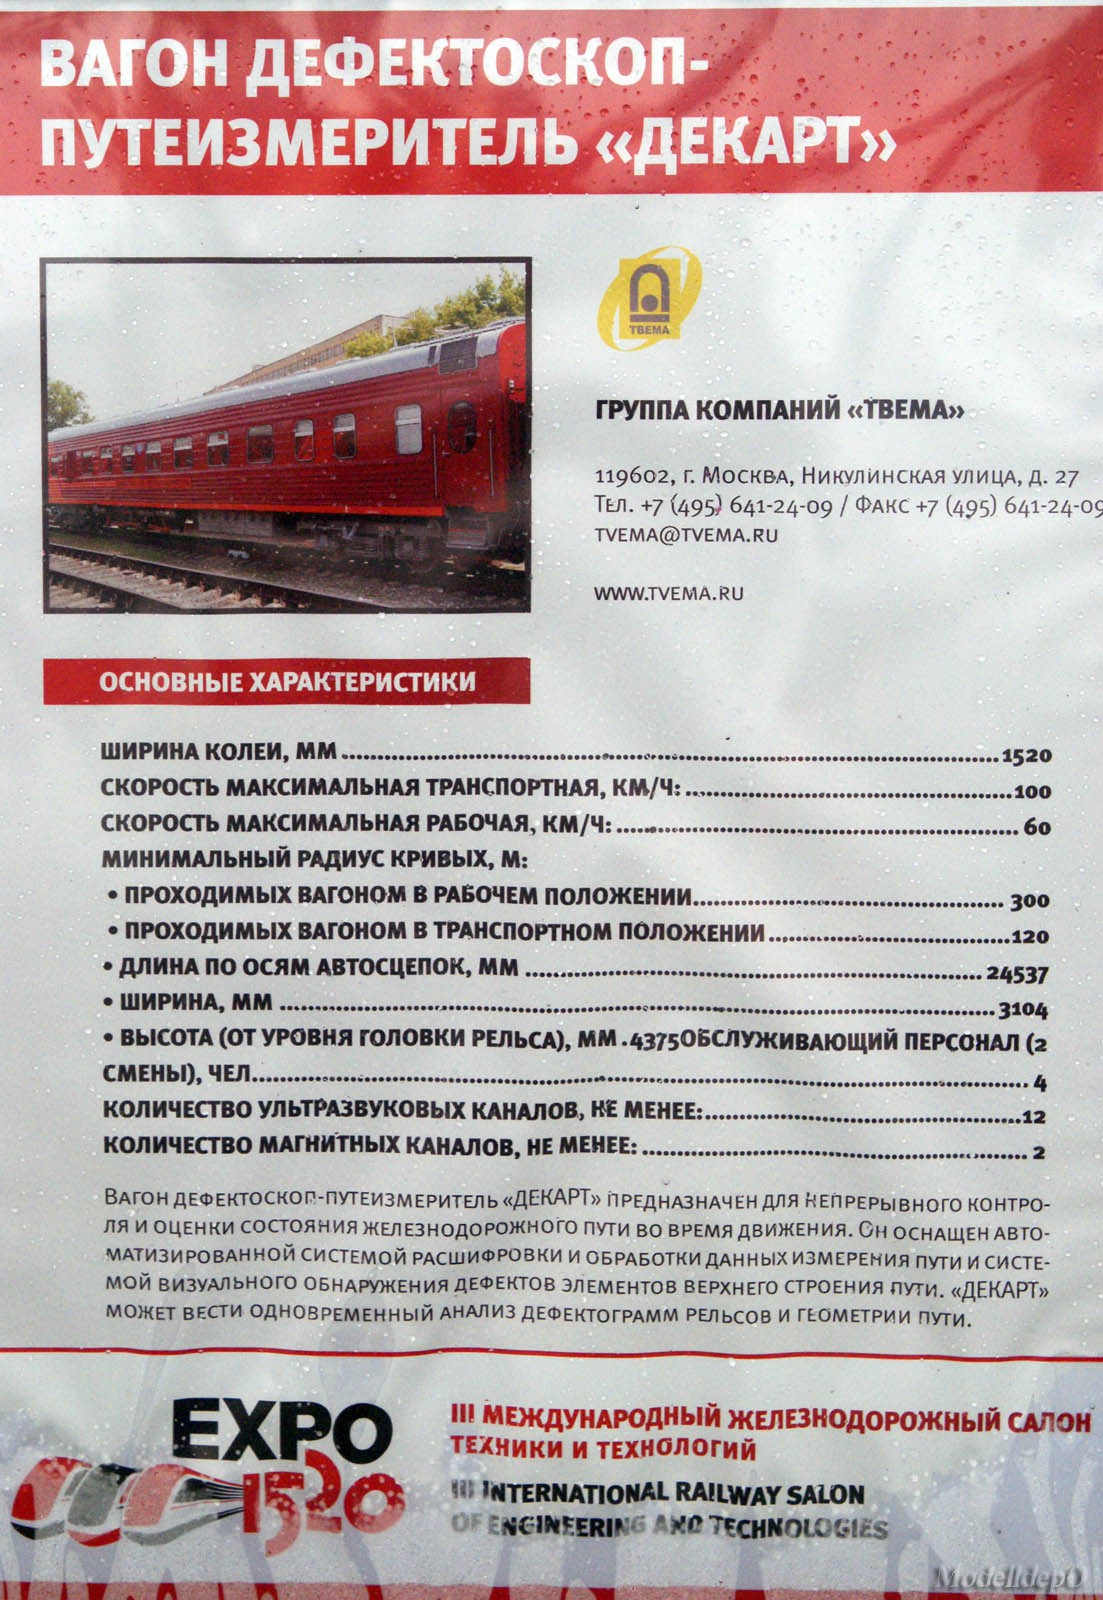 ВАГОН ДЕФЕКТОСКОП-
ПУТЕИЗМЕРИТЕЛЬ «ДЕКАРТ»
ТВЕМА
ГРУППА КОМПАНИЙ «ТВЕМА»
119602, Г. МОСКВА, НИКУЛИНСКАЯ УЛИЦА, Д. 27
ТЕЛ. +7 (495) 641-24-09 / ФАКС +7 (495) 641-24-09
TVEMA@TVEMA.RU
WWW.TVEMA.RU
ОСНОВНЫЕ ХАРАКТЕРИСТИКИ
ШИРИНА КОЛЕИ, ММ....................1520
СКОРОСТЬ МАКСИМАЛЬНАЯ ТРАНСПОРТНАЯ, КМ/Ч:....................100
СКОРОСТЬ МАКСИМАЛЬНАЯ РАБОЧАЯ, КМ/Ч:....................60
МИНИМАЛЬНЫЙ РАДИУС КРИВЫХ, М:
• ПРОХОДИМЫХ ВАГОНОМ В РАБОЧЕМ ПОЛОЖЕНИИ....................300
• ПРОХОДИМЫХ ВАГОНОМ В ТРАНСПОРТНОМ ПОЛОЖЕНИИ....................120
• ДЛИНА ПО ОСЯМ АВТОСЦЕПОК, ММ....................24537
• ШИРИНА, ММ....................3104
• ВЫСОТА (ОТ УРОВНЯ ГОЛОВКИ РЕЛЬСА), ММ .4375ОБСЛУЖИВАЮЩИЙ ПЕРСОНАЛ (2
СМЕНЫ), ЧЕЛ....................4
КОЛИЧЕСТВО УЛЬТРАЗВУКОВЫХ КАНАЛОВ, НЕ МЕНЕЕ:....................12
КОЛИЧЕСТВО МАГНИТНЫХ КАНАЛОВ, НЕ МЕНЕЕ:....................2
ВАГОН ДЕФЕКТОСКОП-ПУТЕИЗМЕРИТЕЛЬ «ДЕКАРТ» ПРЕДНАЗНАЧЕН ДЛЯ НЕПРЕРЫВНОГО КОНТРО-
ЛЯ И ОЦЕНКИ СОСТОЯНИЯ ЖЕЛЕЗНОДОРОЖНОГО ПУТИ ВО ВРЕМЯ ДВИЖЕНИЯ. ОН ОСНАЩЕН АВТО-
МАТИЗИРОВАННОЙ СИСТЕМОЙ РАСШИФРОВКИ И ОБРАБОТКИ ДАННЫХ ИЗМЕРЕНИЯ ПУТИ И СИСТЕ-
МОЙ ВИЗУАЛЬНОГО ОБНАРУЖЕНИЯ ДЕФЕКТОВ ЭЛЕМЕНТОВ ВЕРХНЕГО СТРОЕНИЯ ПУТИ. «ДЕКАРТ»
МОЖЕТ ВЕСТИ ОДНОВРЕМЕННЫЙ АНАЛИЗ ДЕФЕКТОГРАММ РЕЛЬСОВ И ГЕОМЕТРИИ ПУТИ.
EXPO
1520
III МЕЖДУНАРОДНЫЙ ЖЕЛЕЗНОДОРОЖНЫЙ САЛОН
ТЕХНИКИ И ТЕХНОЛОГИЙ
III INTERNATIONAL RAILWAY SALON
OF ENGINEERING AND TECHNOLOGIES
ModelldepO